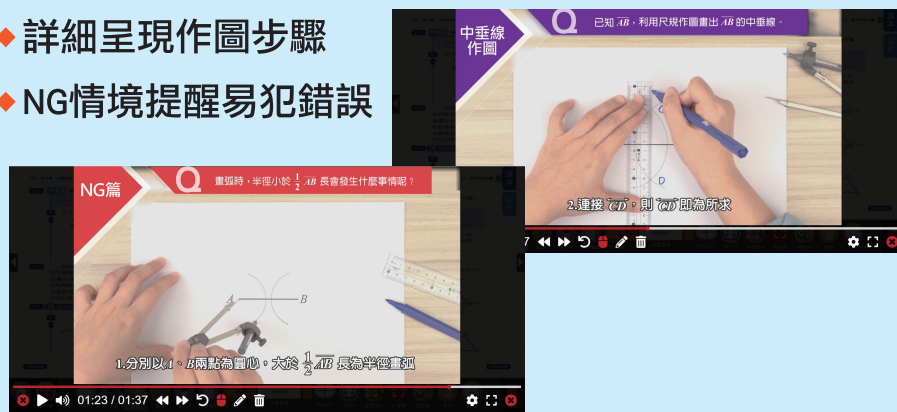 詳細呈現作圖步驟
NG情境提醒易犯錯誤
中垂線
作圖
Q 已知 AB，利用尺規作圖畫出 AB 的中垂線。
C
D
2.連接 CD，則 CD 即為所求
7
NG篇
Q 畫弧時，半徑小於 1/2 AB 長會發生什麼事情呢？
A B
1.分別以A、B兩點為圓心，大於 1/2 AB 長為半徑畫弧
01:23 / 01:37